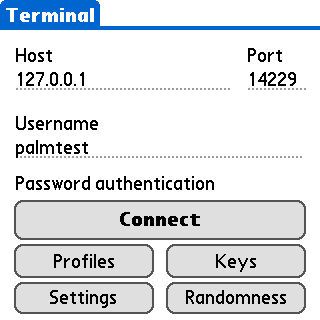 Terminal
Host Port
127.0.0.1 14229
Username
palmtest
Password authentication
Connect
Profiles Keys
Settings Randomness